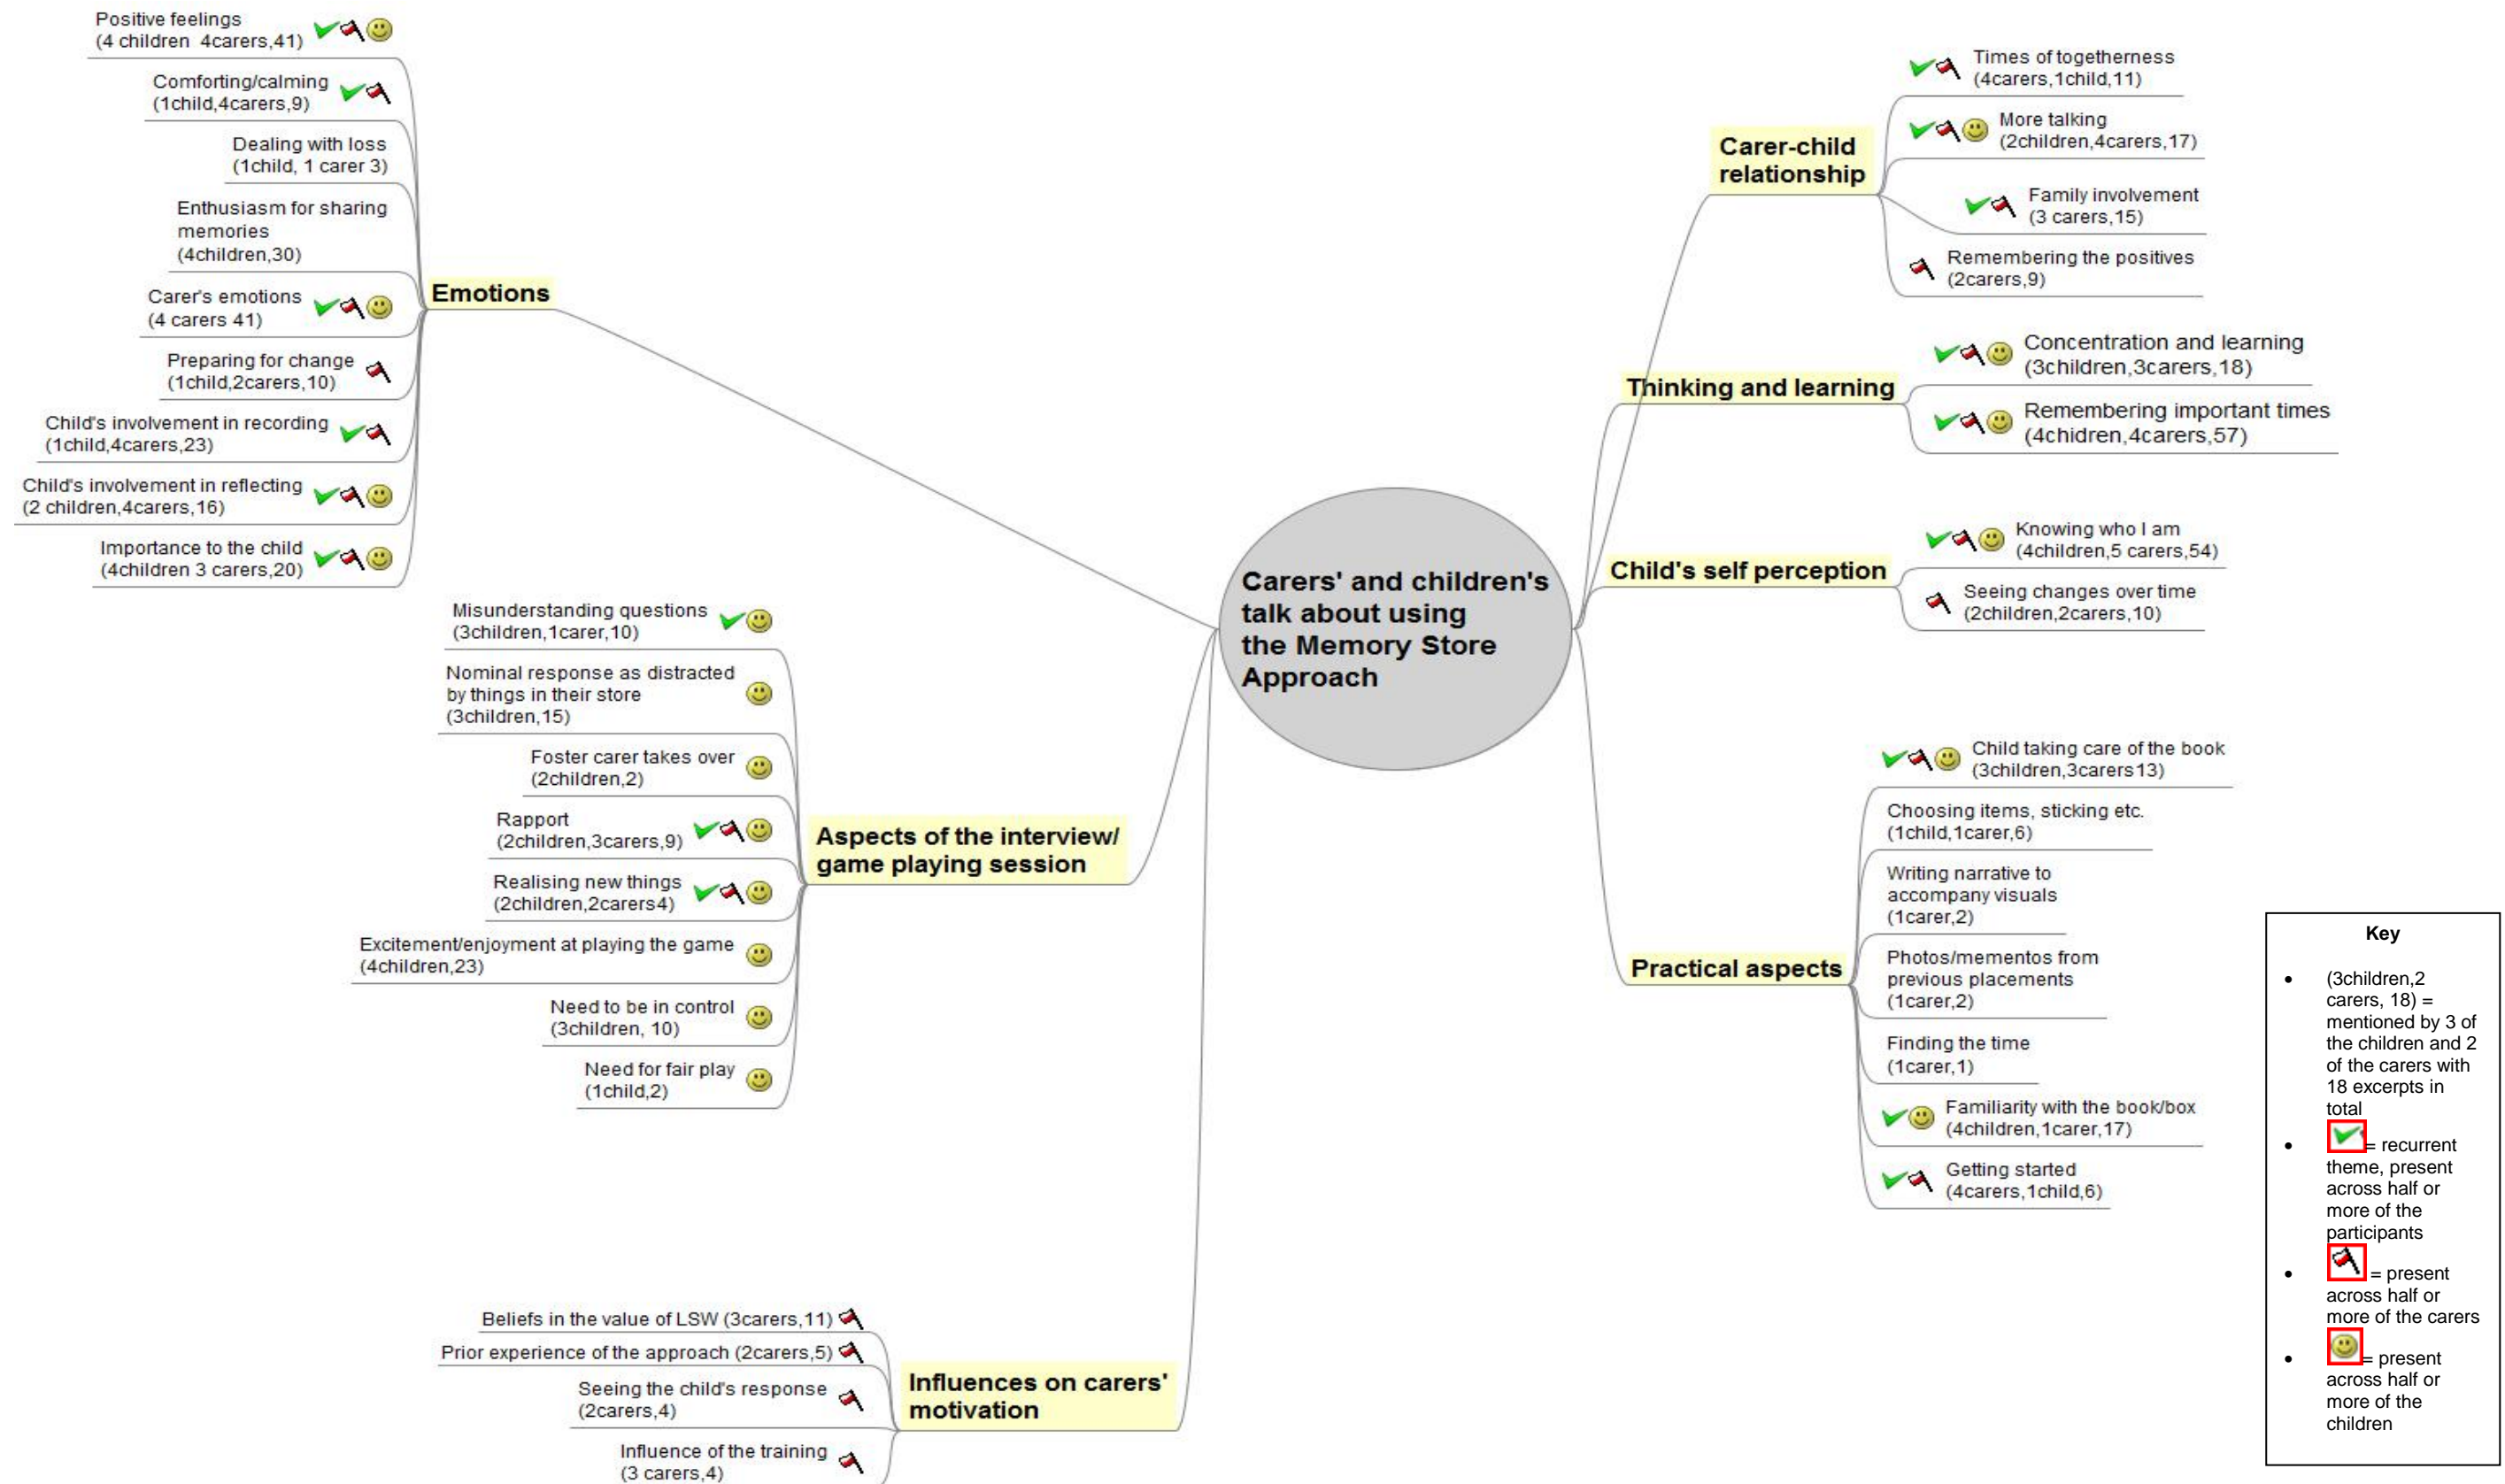 Positive feelings
(4 children  4carers,41)
Comforting/calming
(1child,4carers,9)
Dealing with loss
(1child, 1 carer 3)
Enthusiasm for sharing
memories
(4children,30)
Carer's emotions
(4 carers 41)
Preparing for change
(1child,2carers,10)
Child's involvement in recording
(1child,4carers,23)
Child's involvement in reflecting
(2 children,4carers,16)
Importance to the child
(4children 3 carers,20)
Emotions
Misunderstanding questions
(3children,1carer,10)
Nominal response as distracted
by things in their store
(3children,15)
Foster carer takes over
(2children,2)
Rapport
(2children,3carers,9)
Realising new things
(2children,2carers4)
Excitement/enjoyment at playing the game
(4children,23)
Need to be in control
(3children, 10)
Need for fair play
(1child,2)
Aspects of the interview/
game playing session
Beliefs in the value of LSW (3carers,11)
Prior experience of the approach (2carers,5)
Seeing the child's response
(2carers,4)
Influence of the training
(3 carers,4)
Influences on carers'
motivation
Carers' and children's
talk about using
the Memory Store
Approach
Carer-child
relationship
Times of togetherness
(4carers,1child,11)
More talking
(2children,4carers,17)
Family involvement
(3 carers,15)
Remembering the positives
(2carers,9)
Thinking and learning
Concentration and learning
(3children,3carers,18)
Remembering important times
(4chidren,4carers,57)
Child's self perception
Knowing who I am
(4children,5 carers,54)
Seeing changes over time
(2children,2carers,10)
Practical aspects
Child taking care of the book
(3children,3carers13)
Choosing items, sticking etc.
(1child,1carer,6)
Writing narrative to
accompany visuals
(1carer,2)
Photos/mementos from
previous placements
(1carer,2)
Finding the time
(1carer,1)
Familiarity with the book/box
(4children,1carer,17)
Getting started
(4carers,1child,6)
Key
• (3children,2
carers, 18) =
mentioned by 3 of
the children and 2
of the carers with
18 excerpts in
total
• = recurrent
theme, present
across half or
more of the
participants
• = present
across half or
more of the carers
• = present
across half or
more of the
children